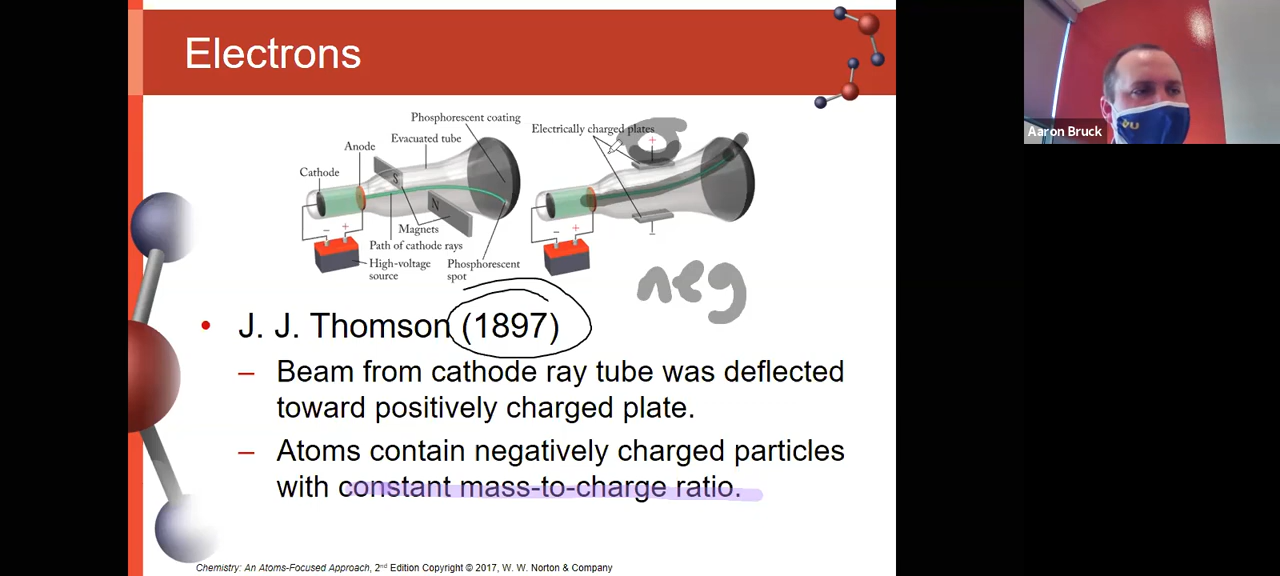 Electrons
Phosphorescent coating
Evacuated tube
Anode
Cathode
S
N
Magnets
- +
Path of cathode rays
High-voltage
source
Phosphorescent
spot
Electrically charged plates
+
- +
-
neg
• J. J. Thomson (1897)
– Beam from cathode ray tube was deflected
toward positively charged plate.
– Atoms contain negatively charged particles
with constant mass-to-charge ratio.
Chemistry: An Atoms-Focused Approach, 2nd Edition Copyright © 2017, W. W. Norton & Company
Aaron Bruck